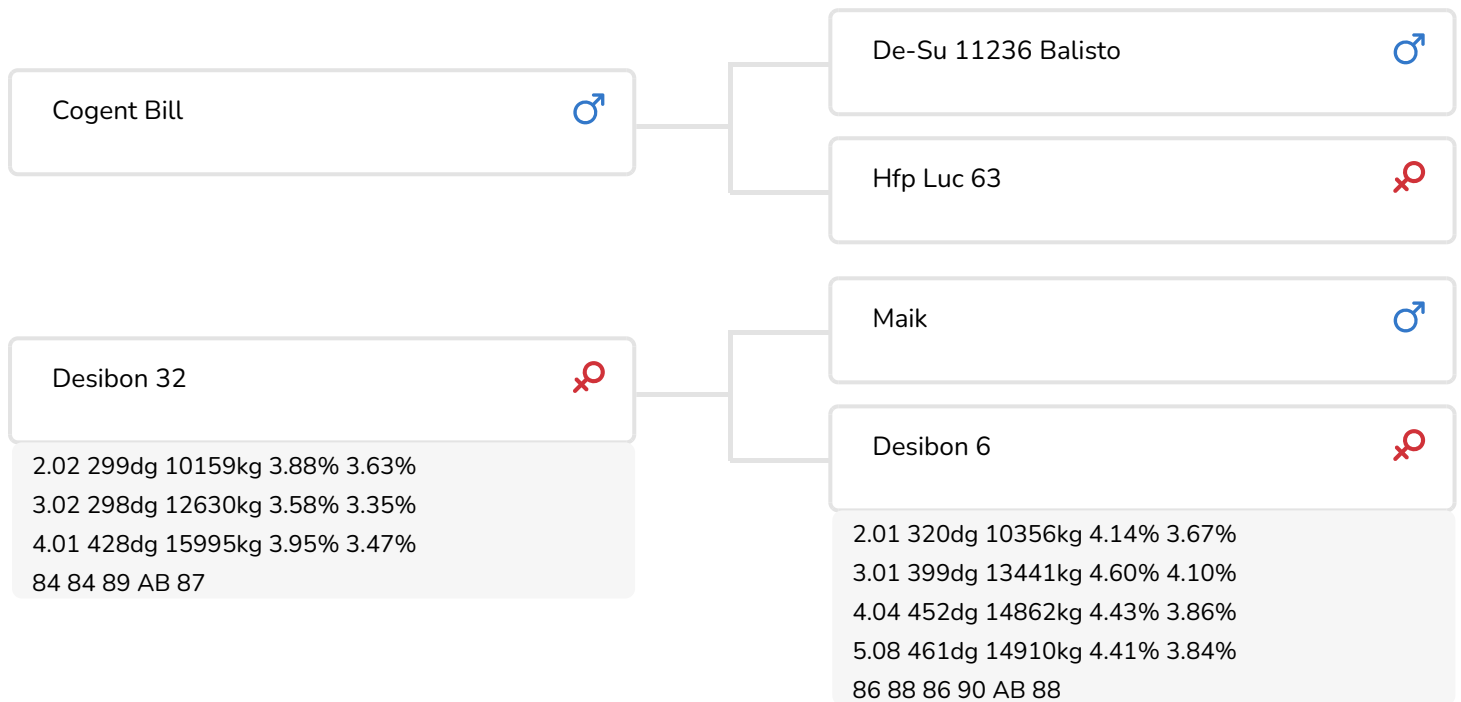 Cogent Bill
De-Su 11236 Balisto
Hfp Luc 63
Desibon 32
2.02 299dg 10159kg 3.88% 3.63%
3.02 298dg 12630kg 3.58% 3.35%
4.01 428dg 15995kg 3.95% 3.47%
84 84 89 AB 87
Maik
Desibon 6
2.01 320dg 10356kg 4.14% 3.67%
3.01 399dg 13441kg 4.60% 4.10%
4.04 452dg 14862kg 4.43% 3.86%
5.08 461dg 14910kg 4.41% 3.84%
86 88 86 90 AB 88